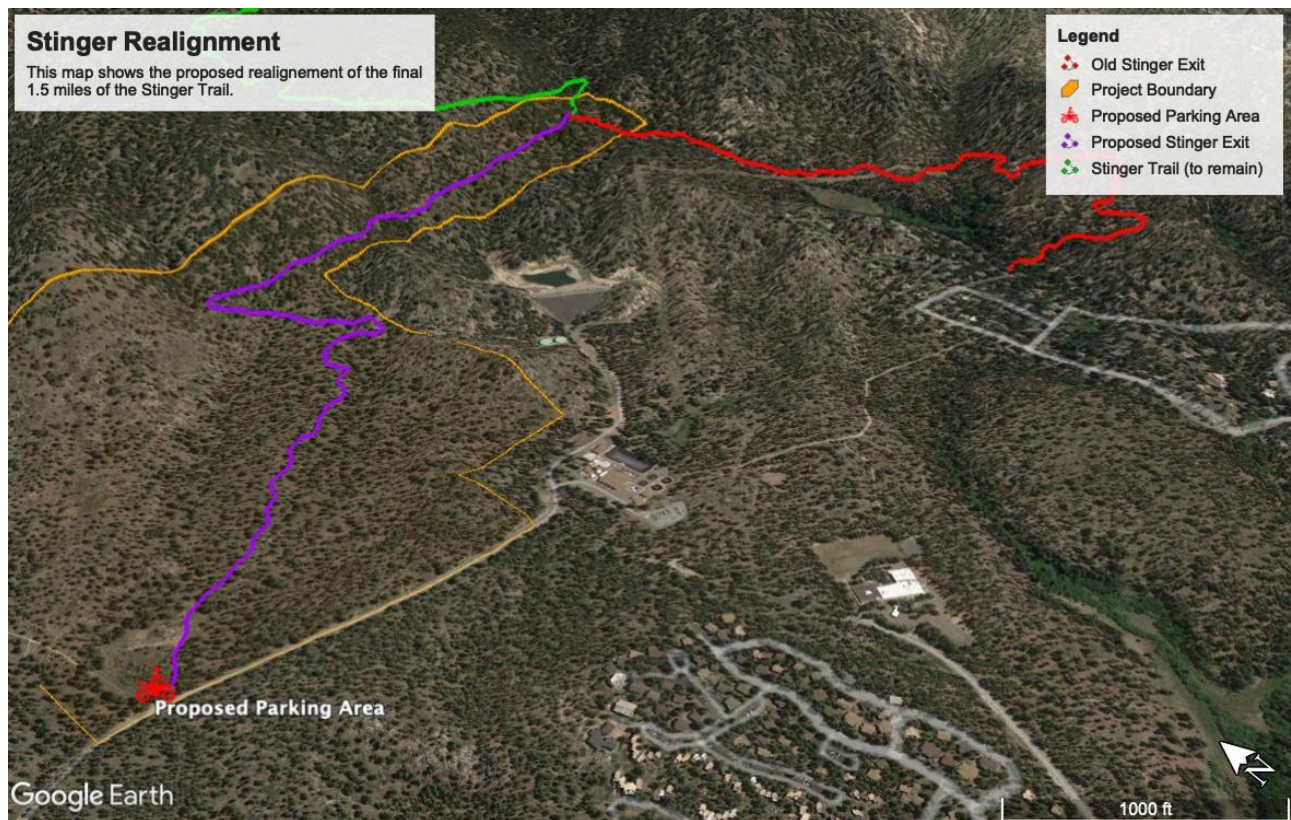 Stinger Realignment
This map shows the proposed realignement of the final
1.5 miles of the Stinger Trail.
Legend
Old Stinger Exit
Project Boundary
Proposed Parking Area
Proposed Stinger Exit
Stinger Trail (to remain)
Proposed Parking Area
Google Earth
N
1000 ft